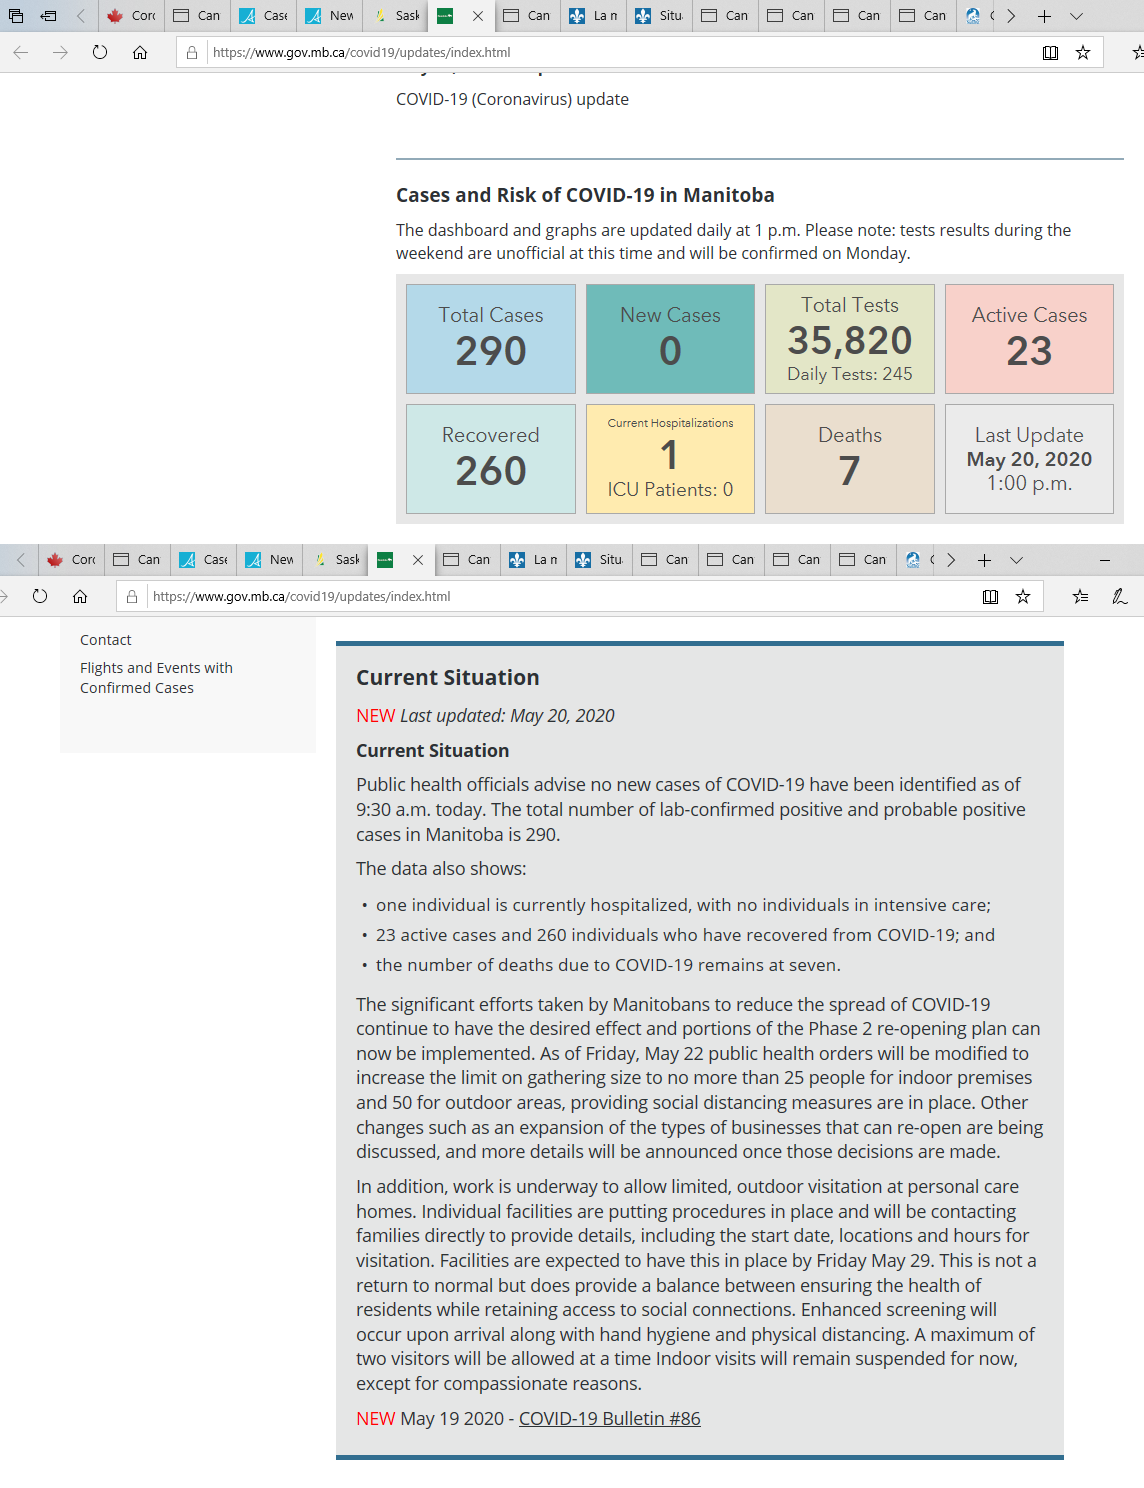 Corc
Can
Case
New
Sask
Can
La n
Situ
Can
Can
Can
Can
https://www.gov.mb.ca/covid19/updates/index.html
COVID-19 (Coronavirus) update
Cases and Risk of COVID-19 in Manitoba
The dashboard and graphs are updated daily at 1 p.m. Please note: tests results during the
weekend are unofficial at this time and will be confirmed on Monday.
Total Cases
290
New Cases
0
Total Tests
35,820
Daily Tests: 245
Active Cases
23
Recovered
260
Current Hospitalizations
1
ICU Patients: 0
Deaths
7
Last Update
May 20, 2020
1:00 p.m.
Corc
Can
Case
New
Sask
Can
La n
Situ
Can
Can
Can
Can
https://www.gov.mb.ca/covid19/updates/index.html
Contact
Flights and Events with
Confirmed Cases
Current Situation
NEW Last updated: May 20, 2020
Current Situation
Public health officials advise no new cases of COVID-19 have been identified as of
9:30 a.m. today. The total number of lab-confirmed positive and probable positive
cases in Manitoba is 290.
The data also shows:
• one individual is currently hospitalized, with no individuals in intensive care;
• 23 active cases and 260 individuals who have recovered from COVID-19; and
• the number of deaths due to COVID-19 remains at seven.
The significant efforts taken by Manitobans to reduce the spread of COVID-19
continue to have the desired effect and portions of the Phase 2 re-opening plan can
now be implemented. As of Friday, May 22 public health orders will be modified to
increase the limit on gathering size to no more than 25 people for indoor premises
and 50 for outdoor areas, providing social distancing measures are in place. Other
changes such as an expansion of the types of businesses that can re-open are being
discussed, and more details will be announced once those decisions are made.
In addition, work is underway to allow limited, outdoor visitation at personal care
homes. Individual facilities are putting procedures in place and will be contacting
families directly to provide details, including the start date, locations and hours for
visitation. Facilities are expected to have this in place by Friday May 29. This is not a
return to normal but does provide a balance between ensuring the health of
residents while retaining access to social connections. Enhanced screening will
occur upon arrival along with hand hygiene and physical distancing. A maximum of
two visitors will be allowed at a time Indoor visits will remain suspended for now,
except for compassionate reasons.
NEW May 19 2020 - COVID-19 Bulletin #86